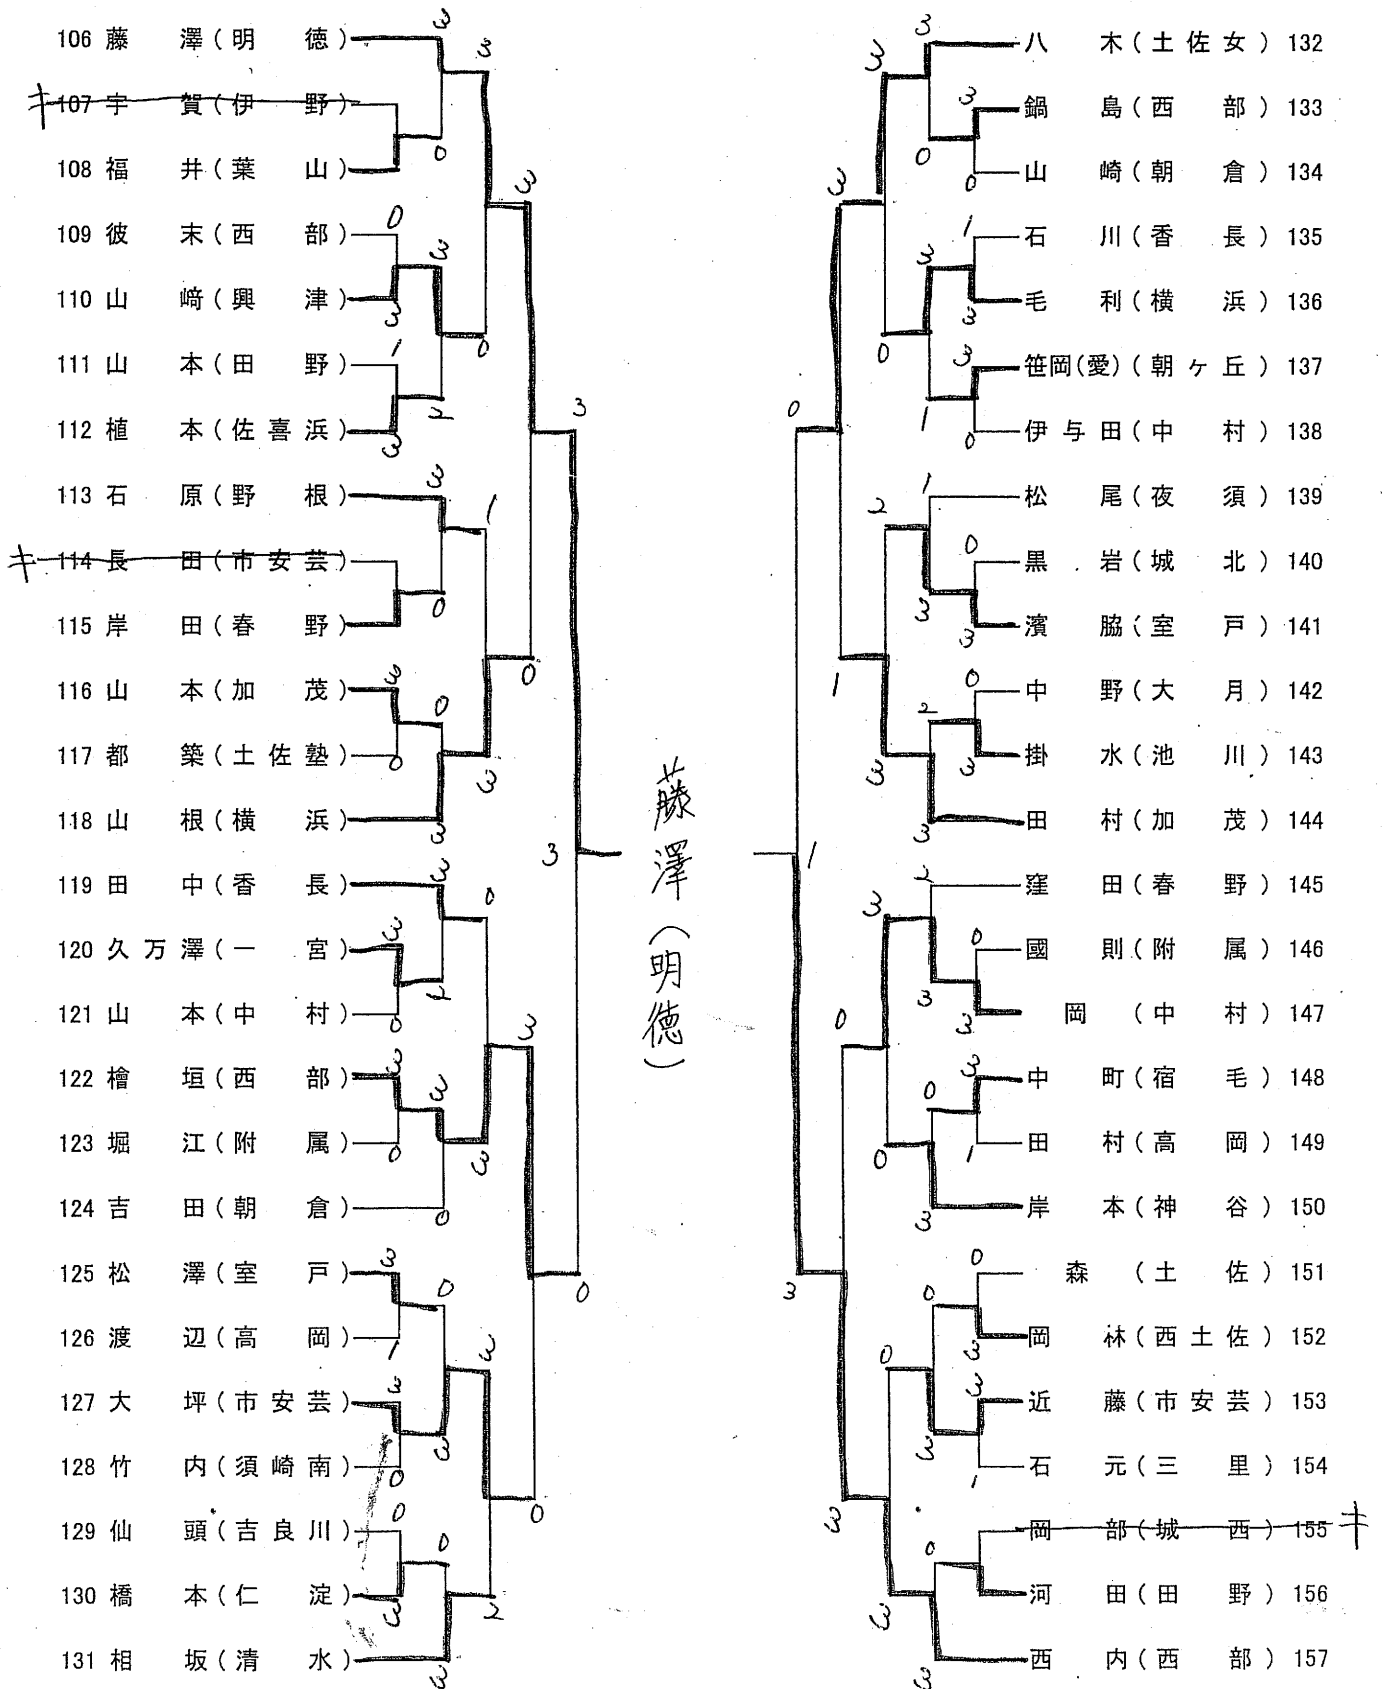 106 藤 澤（明 徳）
キ 107 宇 賀（伊 野）
108 福 井（葉 山）
109 彼 末（西 部）
110 山 﨑（興 津）
111 山 本（田 野）
112 植 本（佐喜浜）
113 石 原（野 根）
キ 114 長 田（市安芸）
115 岸 田（春 野）
116 山 本（加 茂）
117 都 築（土佐塾）
118 山 根（横 浜）
119 田 中（香 長）
120 久万澤（一 宮）
121 山 本（中 村）
122 檜 垣（西 部）
123 堀 江（附 属）
124 吉 田（朝 倉）
125 松 澤（室 戸）
126 渡 辺（高 岡）
127 大 坪（市安芸）
128 竹 内（須崎南）
129 仙 頭（吉良川）
130 橋 本（仁 淀）
131 相 坂（清 水）
藤澤（明徳）
八 木（土佐女）132
鍋 島（西 部）133
山 崎（朝 倉）134
石 川（香 長）135
毛 利（横 浜）136
笹岡(愛)（朝ヶ丘）137
伊与田（中 村）138
松 尾（夜 須）139
黒 岩（城 北）140
濱 脇（室 戸）141
中 野（大 月）142
掛 水（池 川）143
田 村（加 茂）144
窪 田（春 野）145
國 則（附 属）146
岡 （中 村）147
中 町（宿 毛）148
田 村（高 岡）149
岸 本（神 谷）150
森 （土 佐）151
岡 林（西土佐）152
近 藤（市安芸）153
石 元（三 里）154
岡 部（城 西）155 キ
河 田（田 野）156
西 内（西 部）157